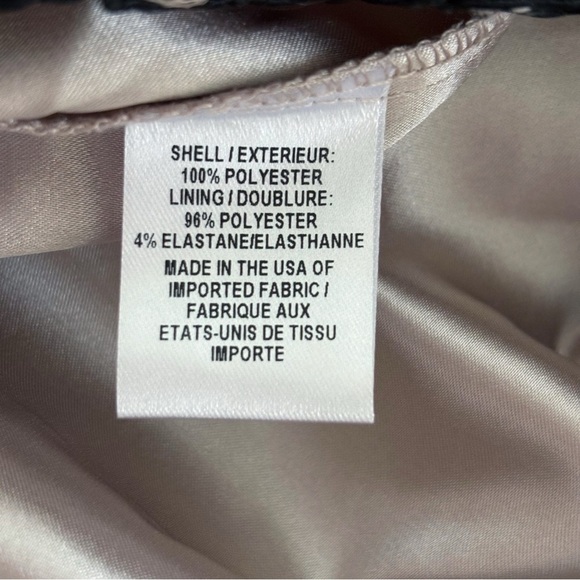 SHELL / EXTERIEUR:
100% POLYESTER
LINING / DOUBLURE:
96% POLYESTER
4% ELASTANE/ELASTHANNE
MADE IN THE USA OF
IMPORTED FABRIC /
FABRIQUE AUX
ETATS-UNIS DE TISSU
IMPORTE